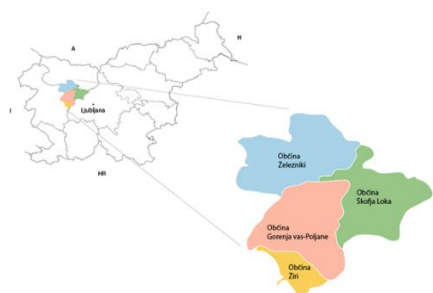 A
H
I
Ljubljana
HR
Občina
Železniki
Občina
Škofja Loka
Občina
Gorenja vas-Poljane
Občina
Žiri